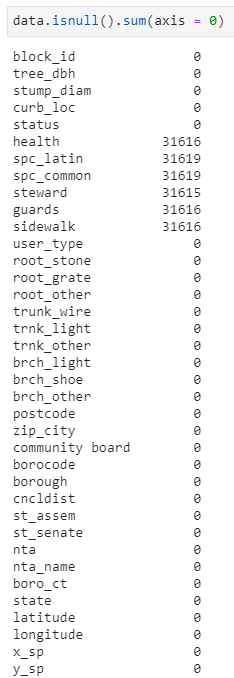 data.isnull().sum(axis = 0)
block_id 0
tree_dbh 0
stump_diam 0
curb_loc 0
status 0
health 31616
spc_latin 31619
spc_common 31619
steward 31615
guards 31616
sidewalk 31616
user_type 0
root_stone 0
root_grate 0
root_other 0
trunk_wire 0
trnk_light 0
trnk_other 0
brch_light 0
brch_shoe 0
brch_other 0
postcode 0
zip_city 0
community board 0
borocode 0
borough 0
cncldist 0
st_assem 0
st_senate 0
nta 0
nta_name 0
boro_ct 0
state 0
latitude 0
longitude 0
x_sp 0
y_sp 0